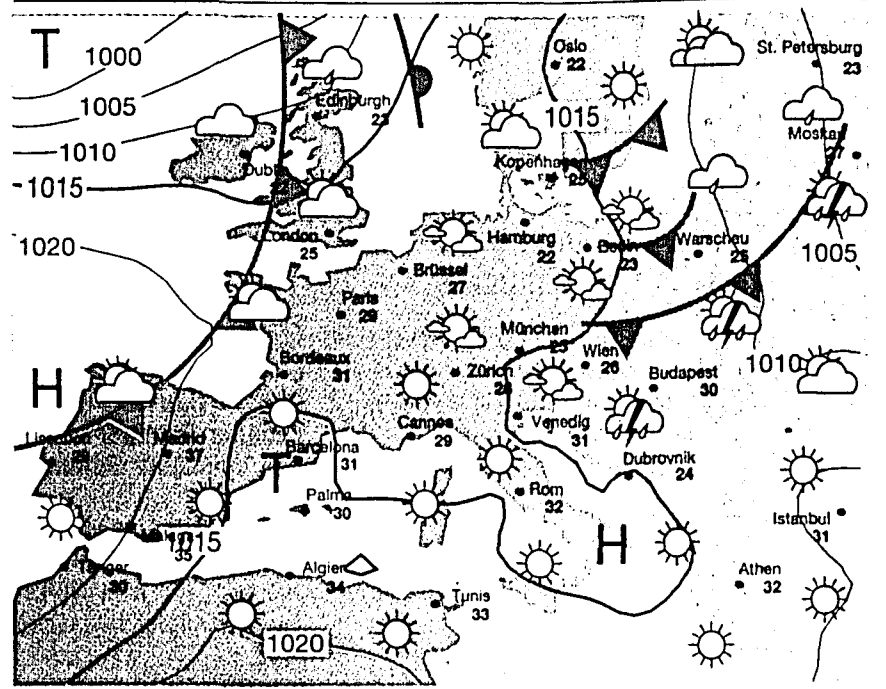 T
1000
1005
1010
1015
1020
Edinburgh
23
Oslo
22
St. Petersburg
23
1015
Moskau
Kopenhagen
25
London
25
Brüssel
27
Hamburg
22
23
Warschau
1005
Paris
29
München
Wien
26
1010
Budapest
30
Bordeaux
31
Zürich
H
Cannes
29
Venedig
31
Madrid
37
Barcelona
31
T
Dubrovnik
24
Palma
30
Rom
32
H
Istanbul
31
35
1015
Tanger
Algier
34
Tunis
33
Athen
32
1020